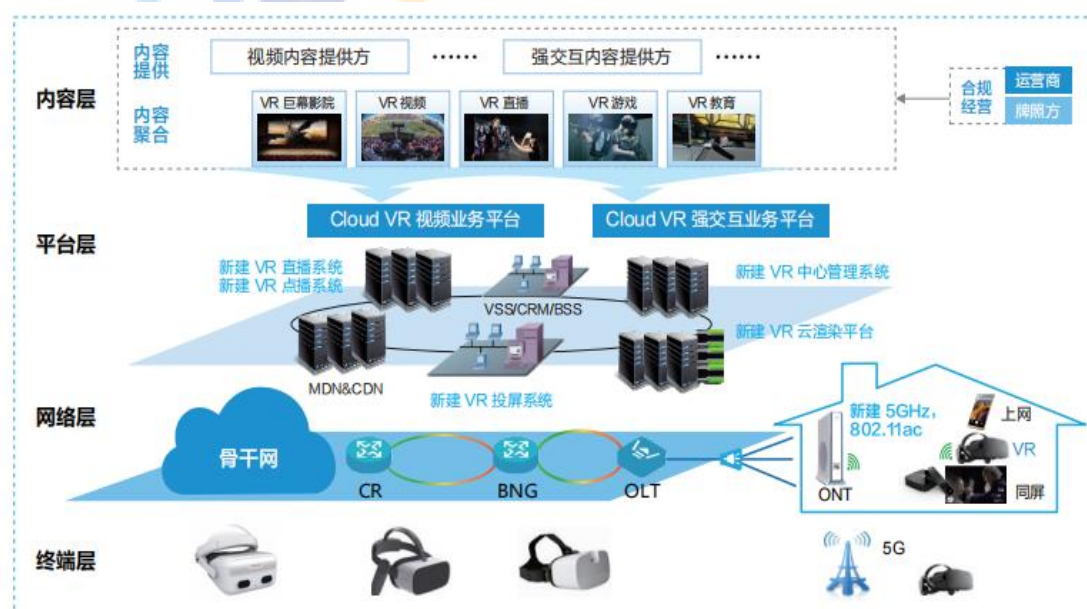 内容层
内容
提供
视频内容提供方
······
强交互内容提供方
······
内容
聚合
VR 巨幕影院
VR 视频
VR 直播
VR 游戏
VR 教育
合规
经营
运营商
牌照方
平台层
Cloud VR 视频业务平台
Cloud VR 强交互业务平台
新建 VR 直播系统
新建 VR 点播系统
VSS/CRM/BSS
新建 VR 中心管理系统
新建 VR 云渲染平台
MDN&CDN
新建 VR 投屏系统
网络层
骨干网
CR
BNG
OLT
新建 5GHz，
802.11ac
ONT
上网
VR
同屏
终端层
5G